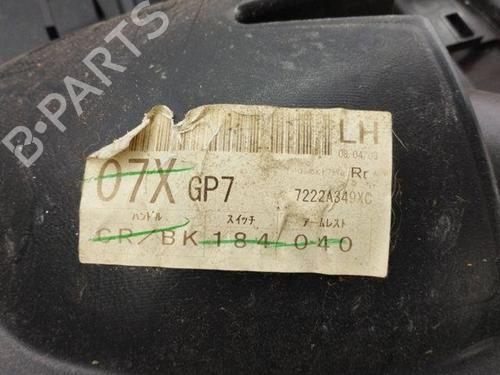 B-PARTS
LH
08.04/03
Rr
07X GP7 7222A349XC
ハンドル スイッチ アームレスト
CR/BK 184 040